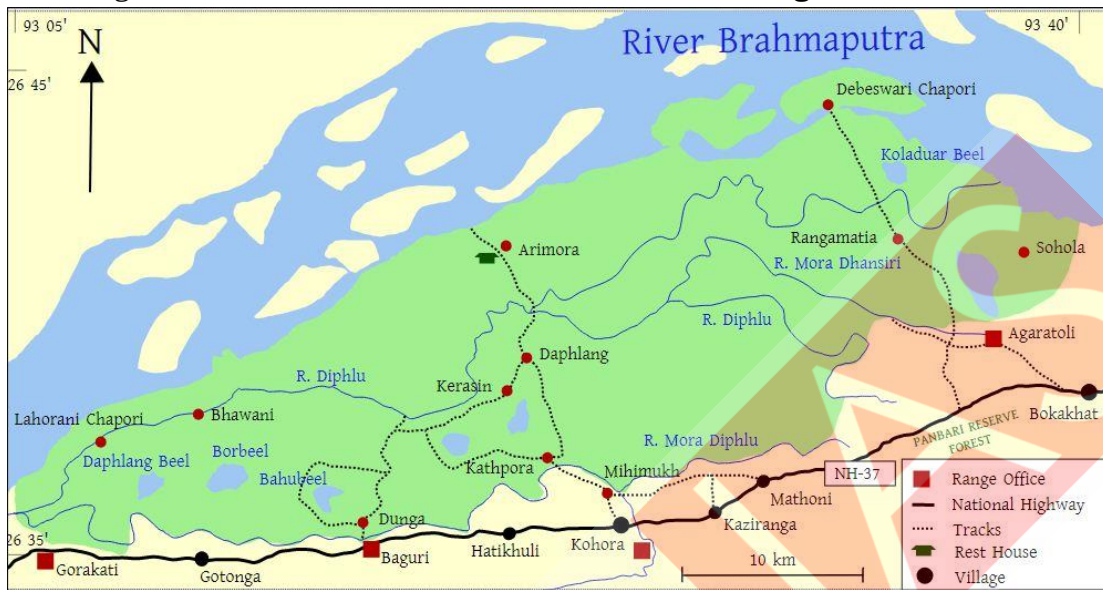 93 05'
93 40'
N
River Brahmaputra
26 45'
Debeswari Chapori
Koladuar Beel
Arimora
Rangamatia
Sohola
R. Mora Dhansiri
R. Diphlu
Agaratoli
Daphlang
R. Diphlu
Kerasin
Lahorani Chapori
Bhawani
Bokakhat
Daphlang Beel
Borbeel
R. Mora Diphlu
PANBARI RESERVE
FOREST
Bahubeel
Kathpora
Mihimukh
NH-37
Mathoni
Dunga
Kaziranga
26 35'
Gorakati
Gotonga
Baguri
Hatikhuli
Kohora
10 km
Range Office
National Highway
Tracks
Rest House
Village